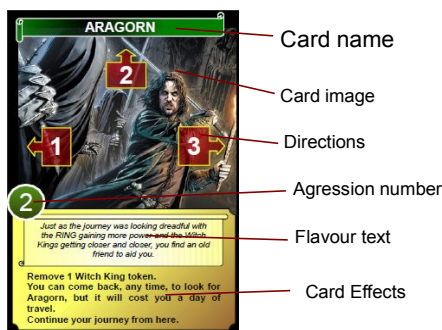 ARAGORN
Card name
2
Card image
1
3
Directions
2
Agression number
Just as the journey was looking dreadful with
the RING gaining more power and the Witch
Kings getting closer and closer, you find an old
friend to aid you.
Flavour text
Remove 1 Witch King token.
You can come back, any time, to look for
Aragorn, but it will cost you a day of
travel.
Continue your journey from here.
Card Effects